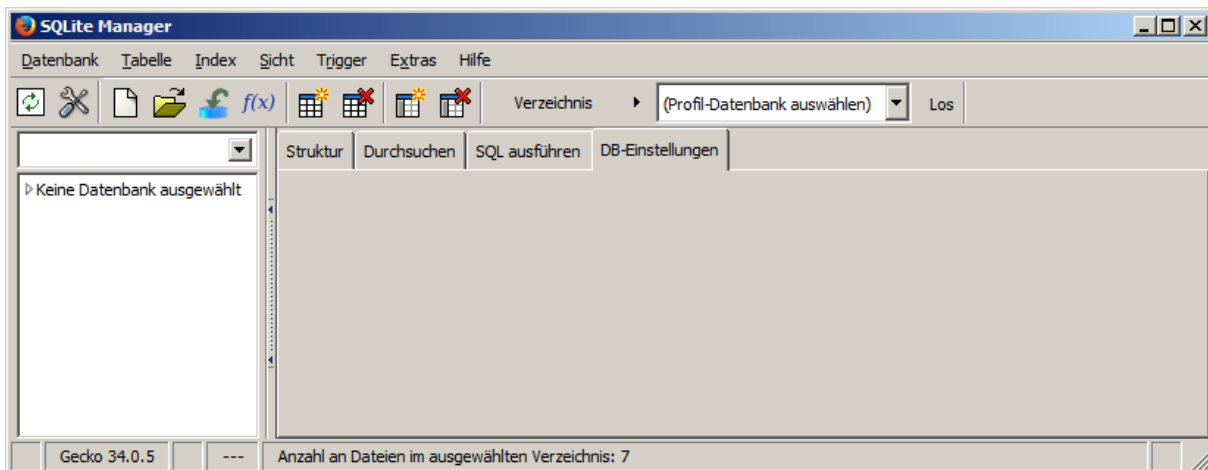 SQLite Manager
Datenbank Tabelle Index Sicht Trigger Extras Hilfe
f(x) Verzeichnis (Profil-Datenbank auswählen) Los
Struktur Durchsuchen SQL ausführen DB-Einstellungen
Keine Datenbank ausgewählt
Gecko 34.0.5 --- Anzahl an Dateien im ausgewählten Verzeichnis: 7